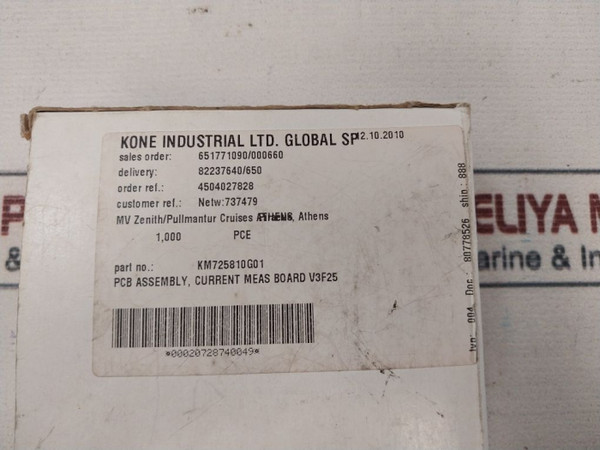 KONE INDUSTRIAL LTD. GLOBAL SP 12.10.2010
sales order: 651771090/000660
delivery: 82237640/650
order ref.: 4504027828
customer ref.: Netw:737479
MV Zenith/Pullmantur Cruises ATHENS, Athens
1,000 PCE
part no.: KM725810G01
PCB ASSEMBLY, CURRENT MEAS BOARD V3F25
*00020728740049*
typ: 004 Doc: 80778526 ship: 888
P
S
ELIYA M
arine & In